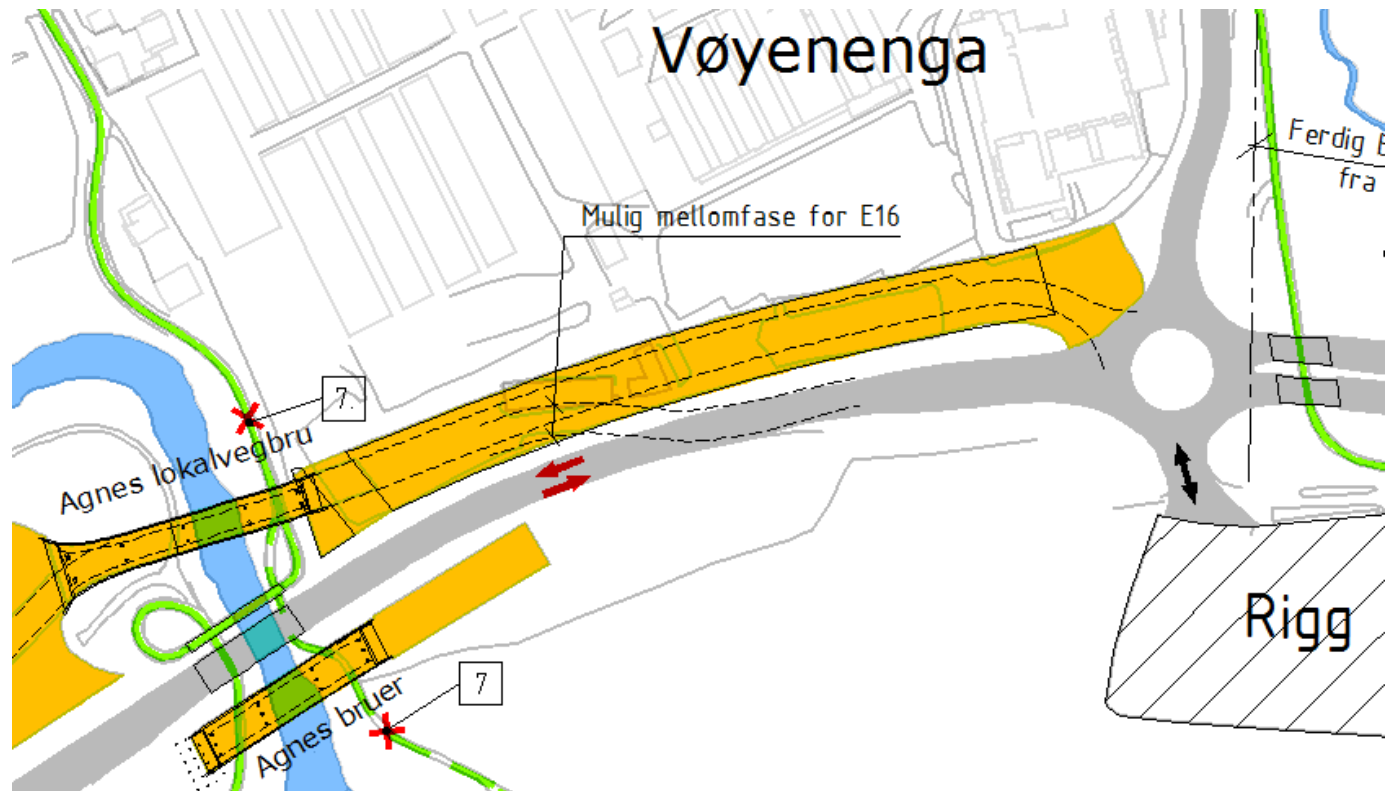 Vøyenenga
Ferdig E
fra
Mulig mellomfase for E16
7.
Agnes lokalvegbru
Rigg
7
Agnes bruer